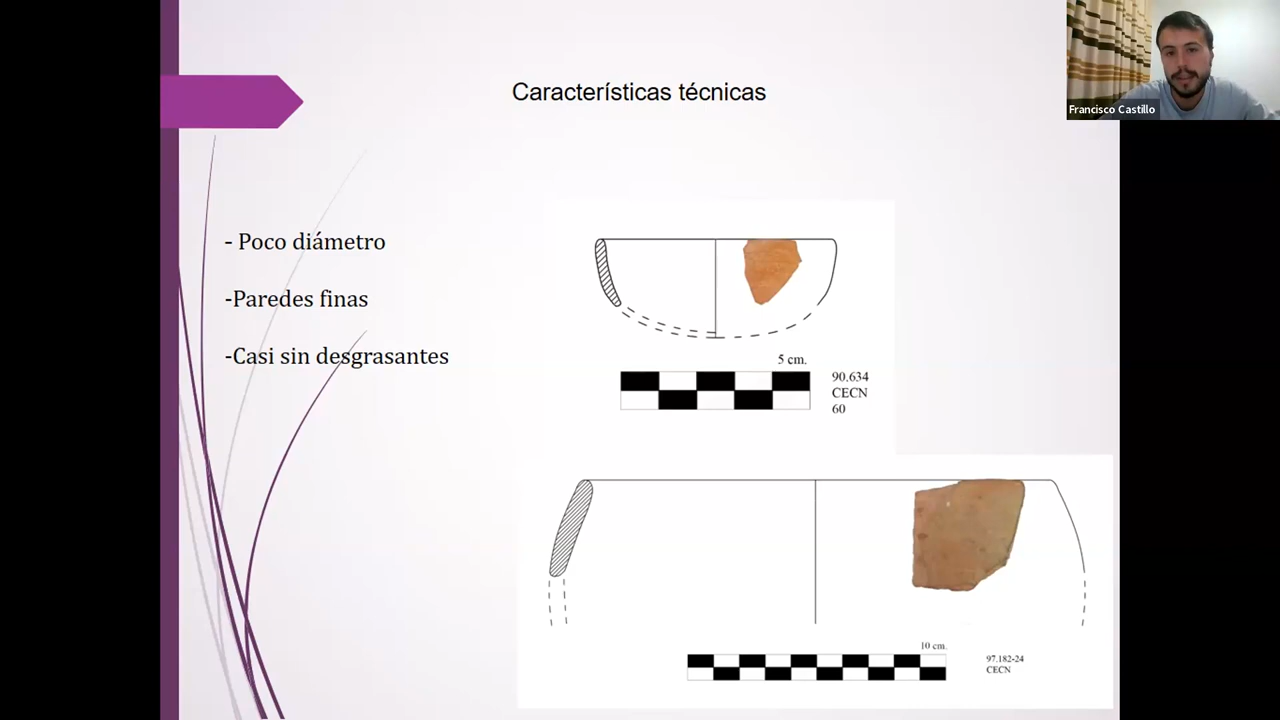 Francisco Castillo
Características técnicas
- Poco diámetro
-Paredes finas
-Casi sin desgrasantes
5 cm.
90.634
CECN
60
10 cm.
97.182-24
CECN